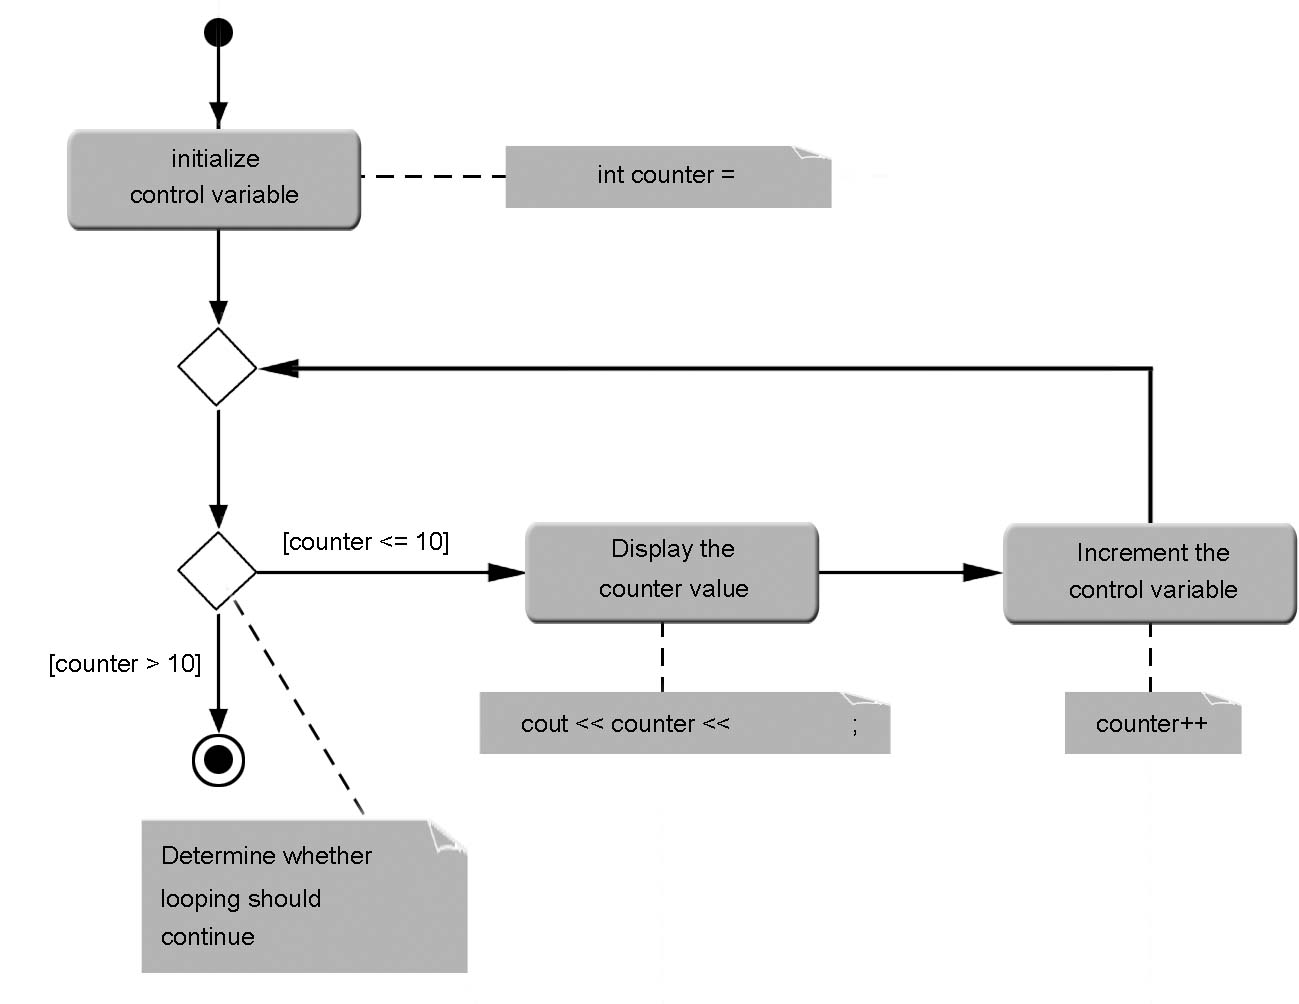 initialize
control variable
int counter =
[counter <= 10]
Display the
counter value
Increment the
control variable
[counter > 10]
cout << counter << ;
counter++
Determine whether
looping should
continue